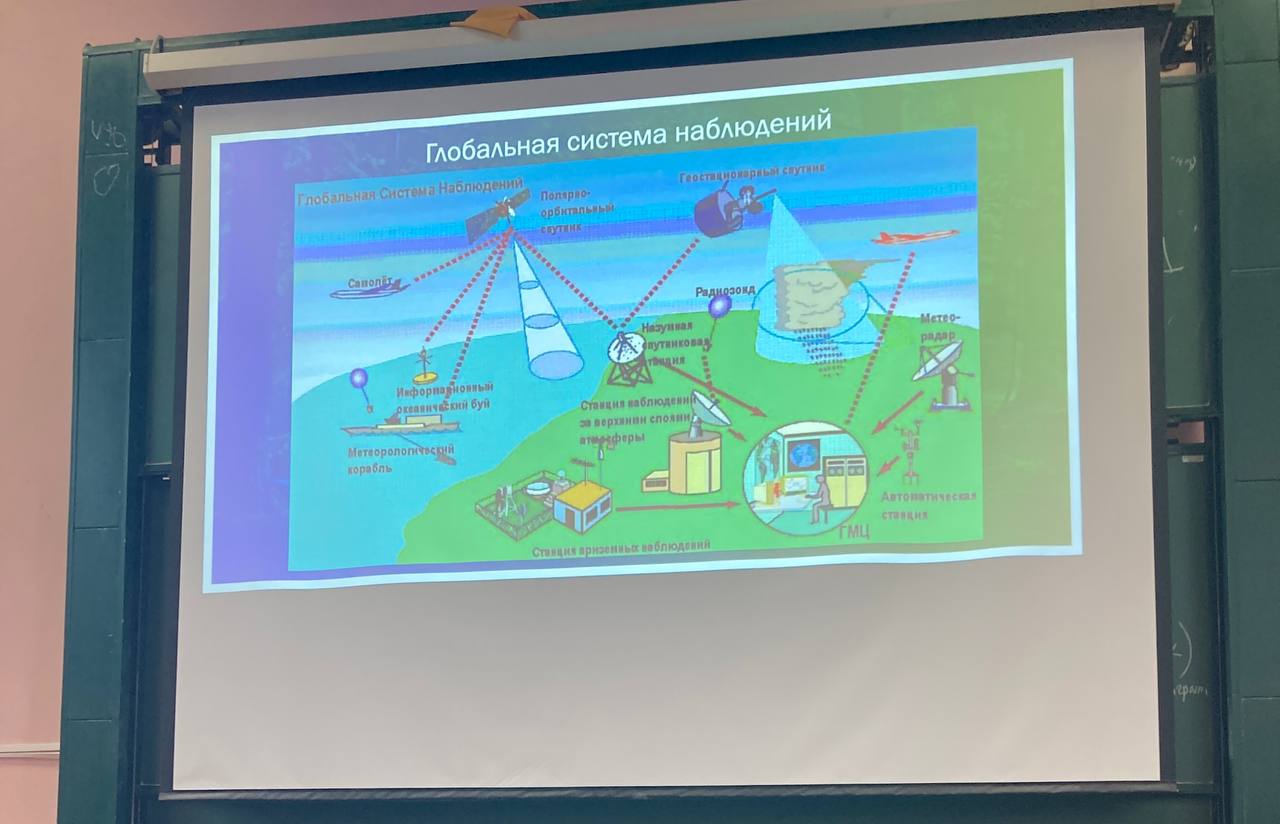 Глобальная система наблюдений
Глобальная Система Наблюдений
Полярно-
орбитальный
спутник
Геостационарный спутник
Самолёт
Радиозонд
Метео-
радар
Наземная
спутниковая
станция
Информационный
океанический буй
Станция наблюдений
за верхними слоями
атмосферы
Метеорологический
корабль
Автоматическая
станция
ГМЦ
Станция приземных наблюдений